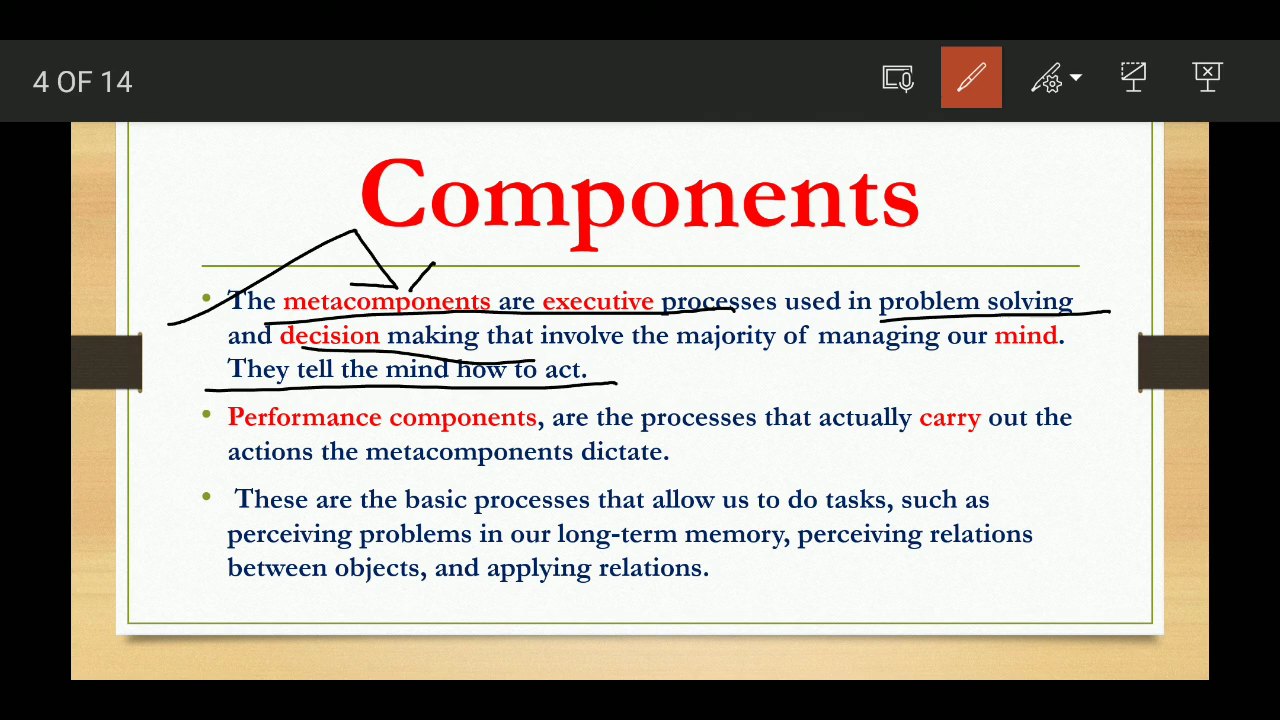 4 OF 14
Components
• The metacomponents are executive processes used in problem solving
and decision making that involve the majority of managing our mind.
They tell the mind how to act.
• Performance components, are the processes that actually carry out the
actions the metacomponents dictate.
• These are the basic processes that allow us to do tasks, such as
perceiving problems in our long-term memory, perceiving relations
between objects, and applying relations.